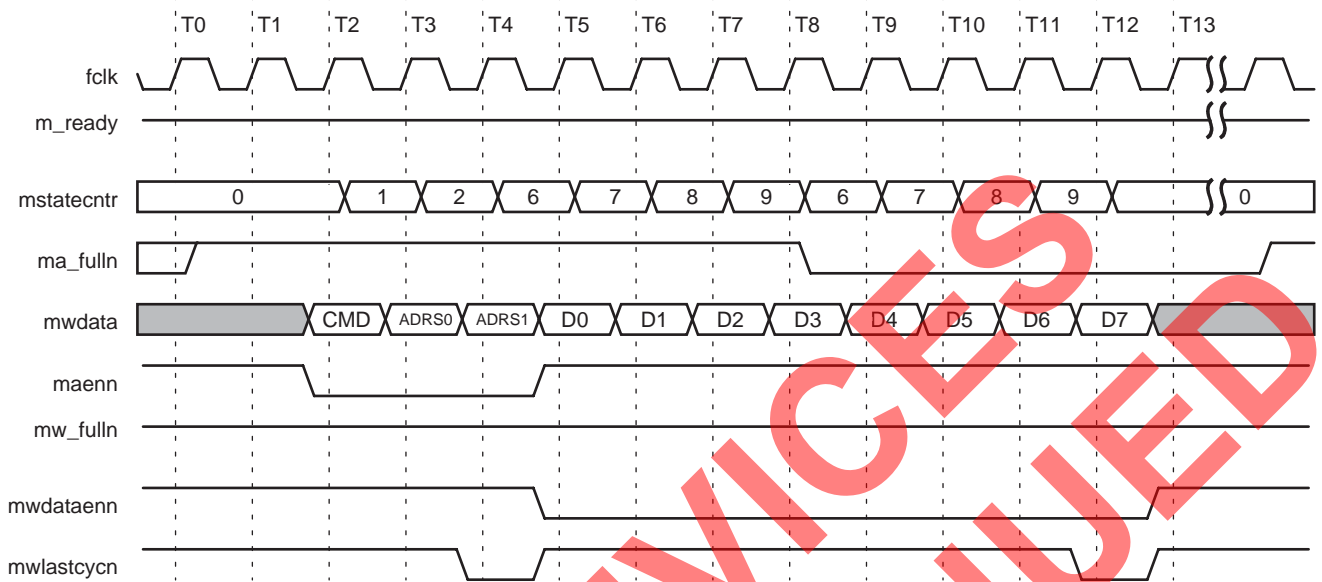 T0 T1 T2 T3 T4 T5 T6 T7 T8 T9 T10 T11 T12 T13
fclk
m_ready
mstatecntr 0 1 2 6 7 8 9 6 7 8 9 0
ma_fulln
mwdata CMD ADRS0 ADRS1 D0 D1 D2 D3 D4 D5 D6 D7
maenn
mw_fulln
mwdataenn
mwlastcycn